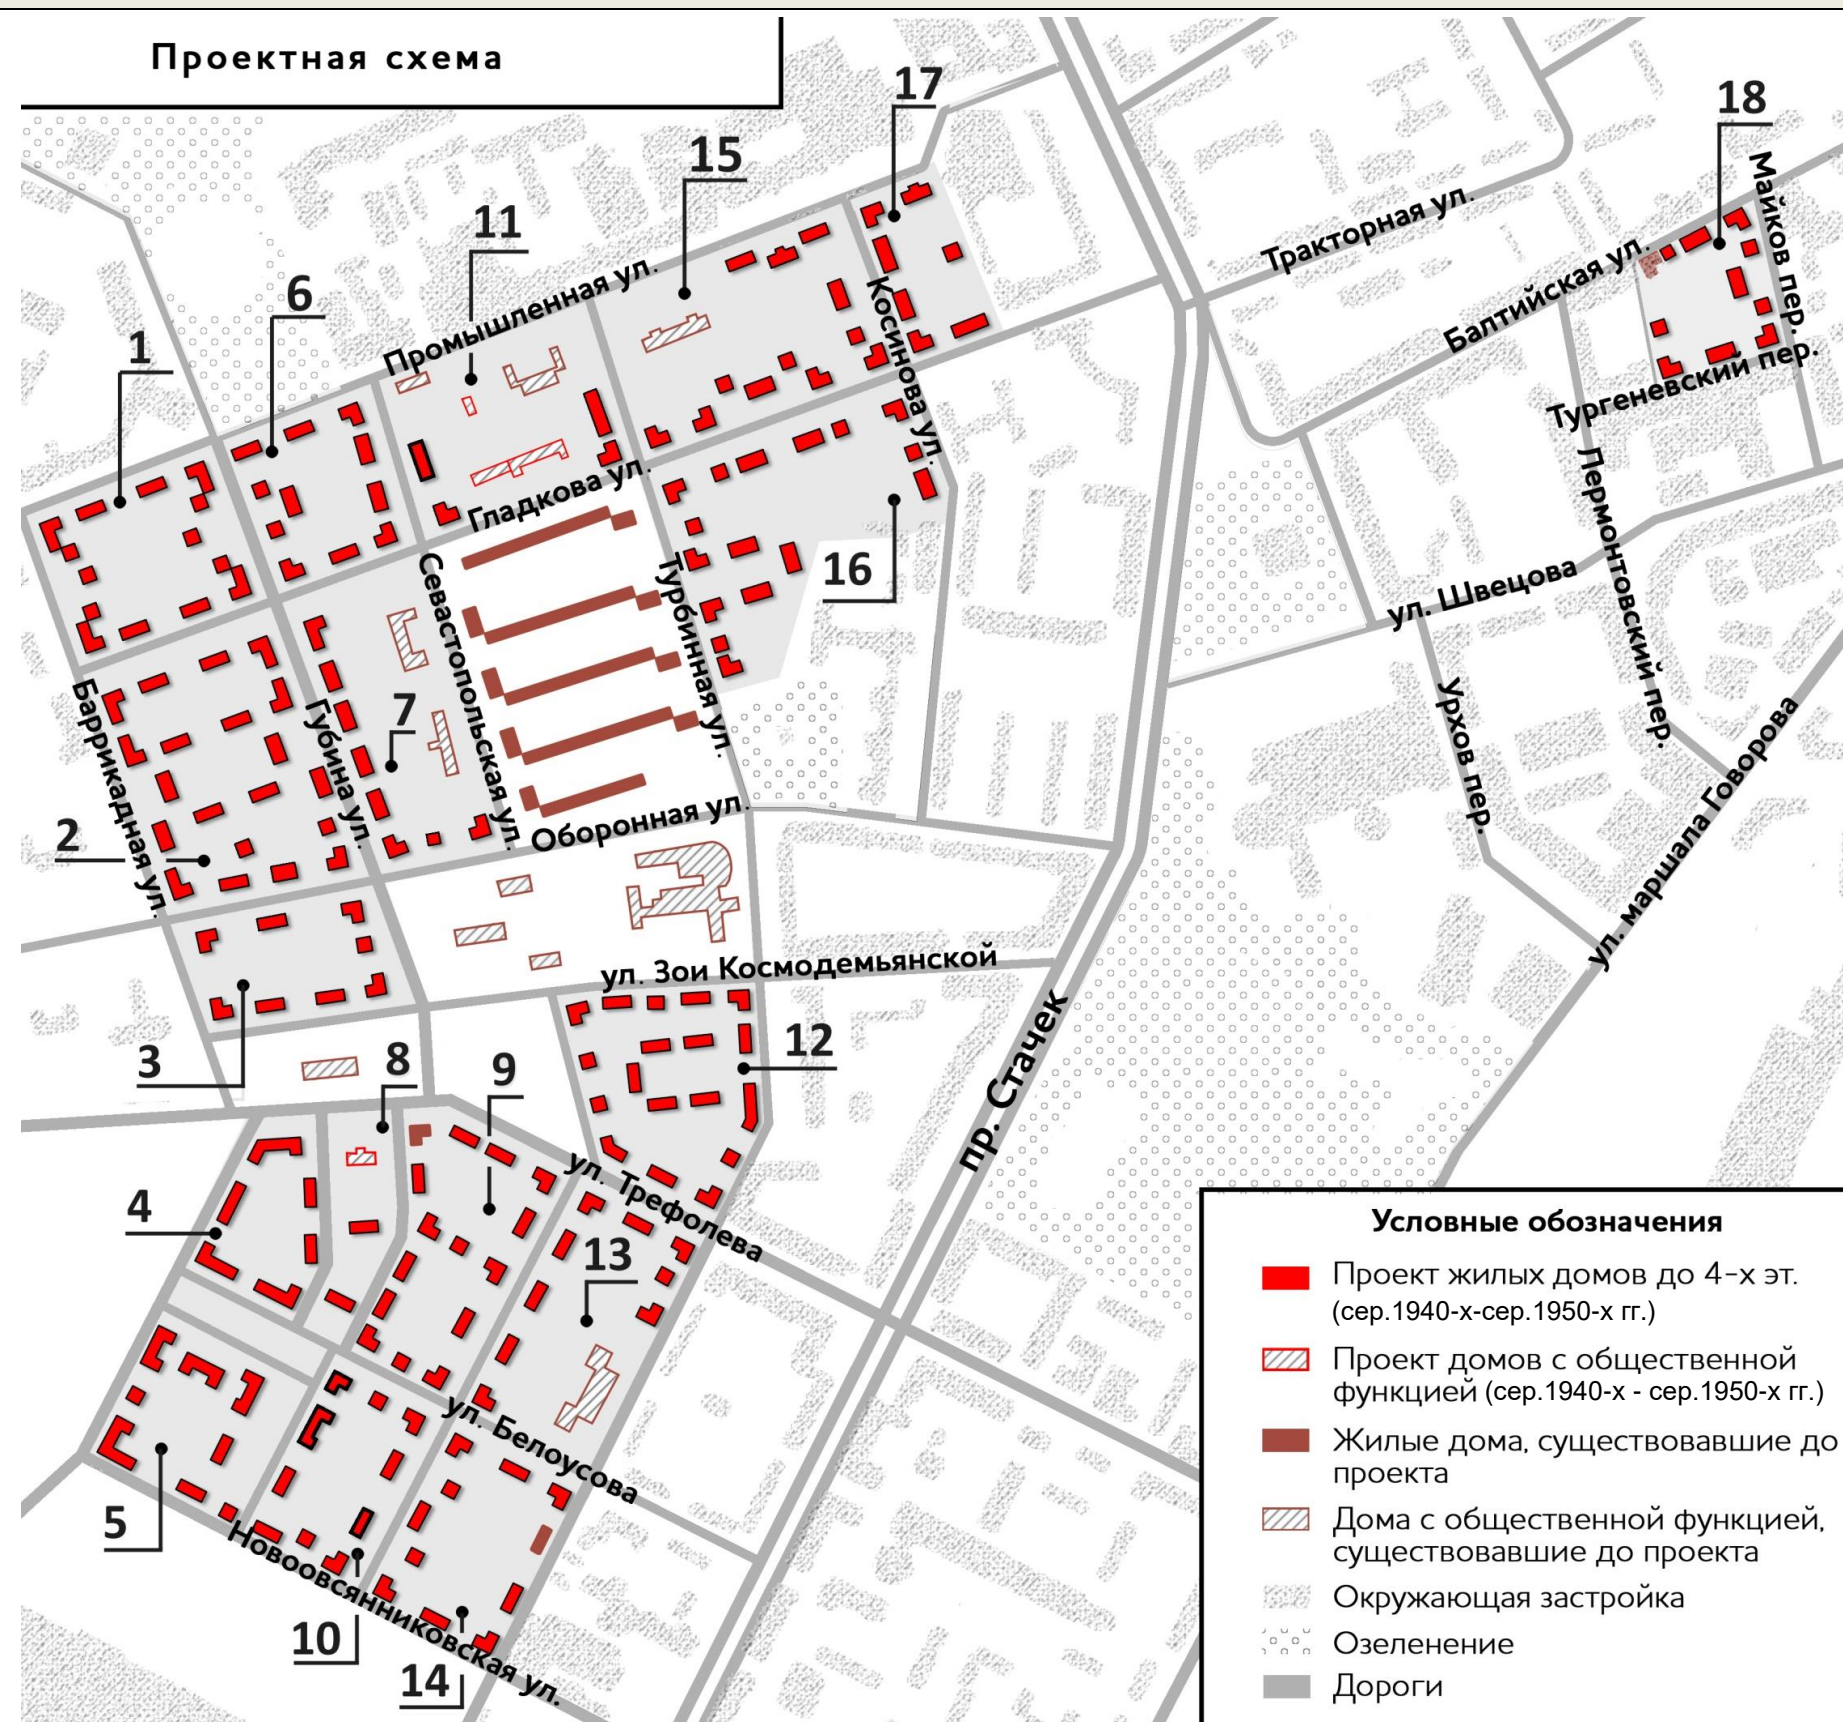 Проектная схема
17
18
15
11
6
1
Майков пер.
Тракторная ул.
Балтийская ул.
Промышленная ул.
Косинова ул.
Тургеневский пер.
Гладкова ул.
16
Севастопольская ул.
Турбинная ул.
Лермонтовский пер.
ул. Швецова
Баррикадная ул.
Губина ул.
7
Урхов пер.
ул. маршала Говорова
2
Оборонная ул.
ул. Зои Космодемьянской
пр. Стачек
3
8
9
12
4
ул. Трефолева
13
5
ул. Белоусова
Новоовсянниковская ул.
10
14
Условные обозначения
Проект жилых домов до 4-х эт.
(сер.1940-х-сер.1950-х гг.)
Проект домов с общественной
функцией (сер.1940-х - сер.1950-х гг.)
Жилые дома, существовавшие до
проекта
Дома с общественной функцией,
существовавшие до проекта
Окружающая застройка
Озеленение
Дороги